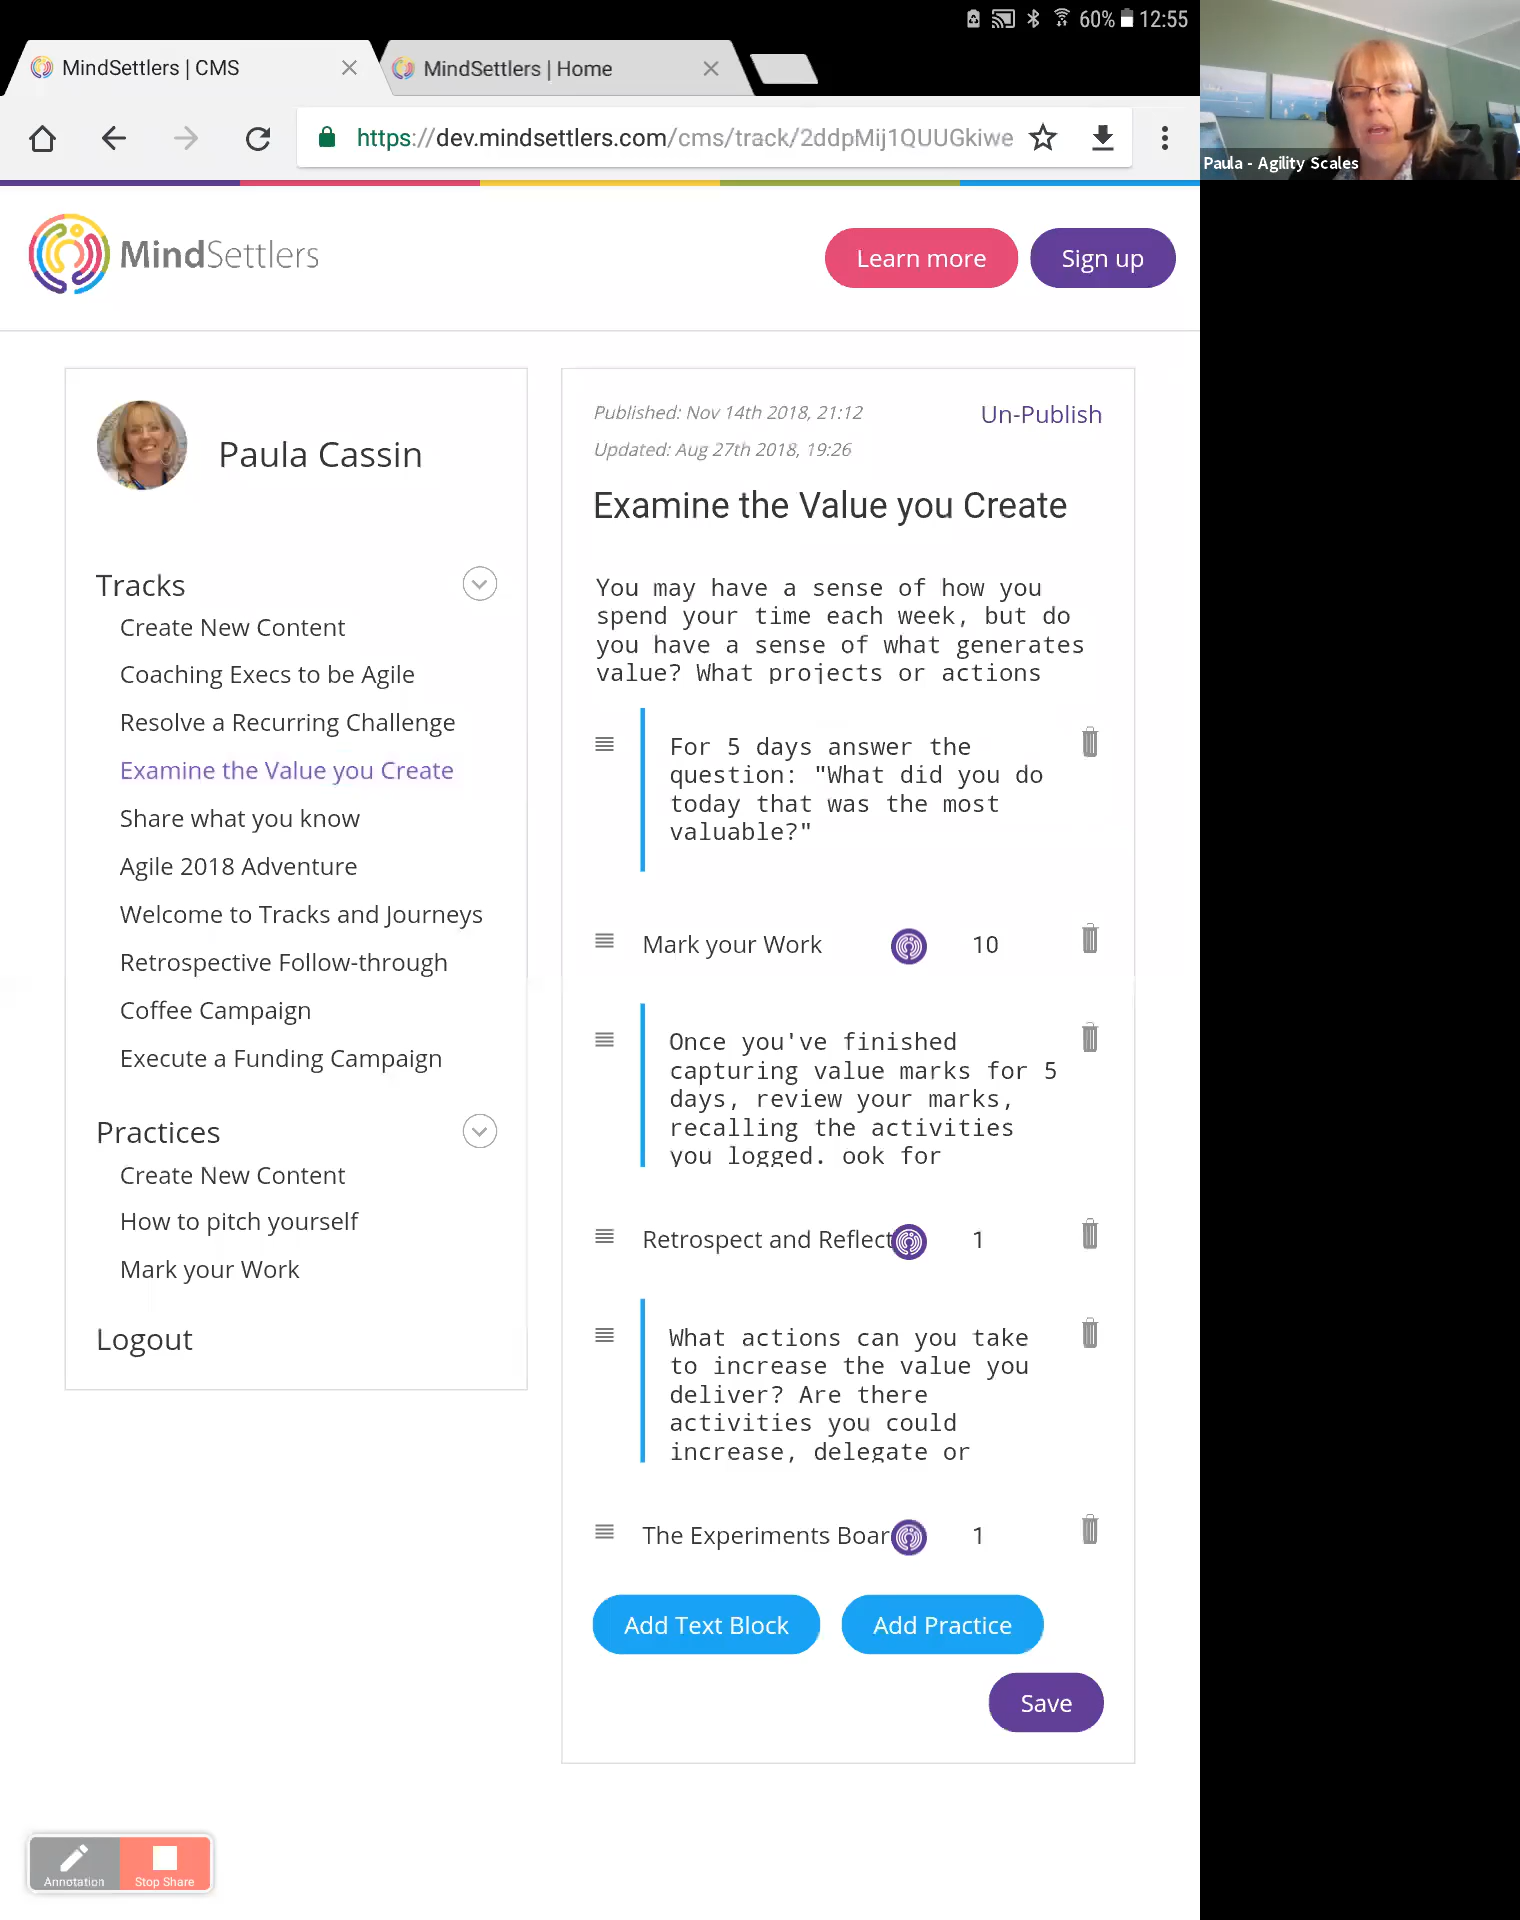 60% 12:55
MindSettlers | CMS
MindSettlers | Home
https://dev.mindsettlers.com/cms/track/2ddpMij1QUUGkiwe
Paula - Agility Scales
MindSettlers
Learn more
Sign up
Paula Cassin
Tracks
Create New Content
Coaching Execs to be Agile
Resolve a Recurring Challenge
Examine the Value you Create
Share what you know
Agile 2018 Adventure
Welcome to Tracks and Journeys
Retrospective Follow-through
Coffee Campaign
Execute a Funding Campaign
Practices
Create New Content
How to pitch yourself
Mark your Work
Logout
Published: Nov 14th 2018, 21:12
Un-Publish
Updated: Aug 27th 2018, 19:26
Examine the Value you Create
You may have a sense of how you
spend your time each week, but do
you have a sense of what generates
value? What projects or actions
For 5 days answer the
question: "What did you do
today that was the most
valuable?"
Mark your Work 10
Once you've finished
capturing value marks for 5
days, review your marks,
recalling the activities
you logged. ook for
Retrospect and Reflect 1
What actions can you take
to increase the value you
deliver? Are there
activities you could
increase, delegate or
The Experiments Boar 1
Add Text Block
Add Practice
Save
Annotation
Stop Share